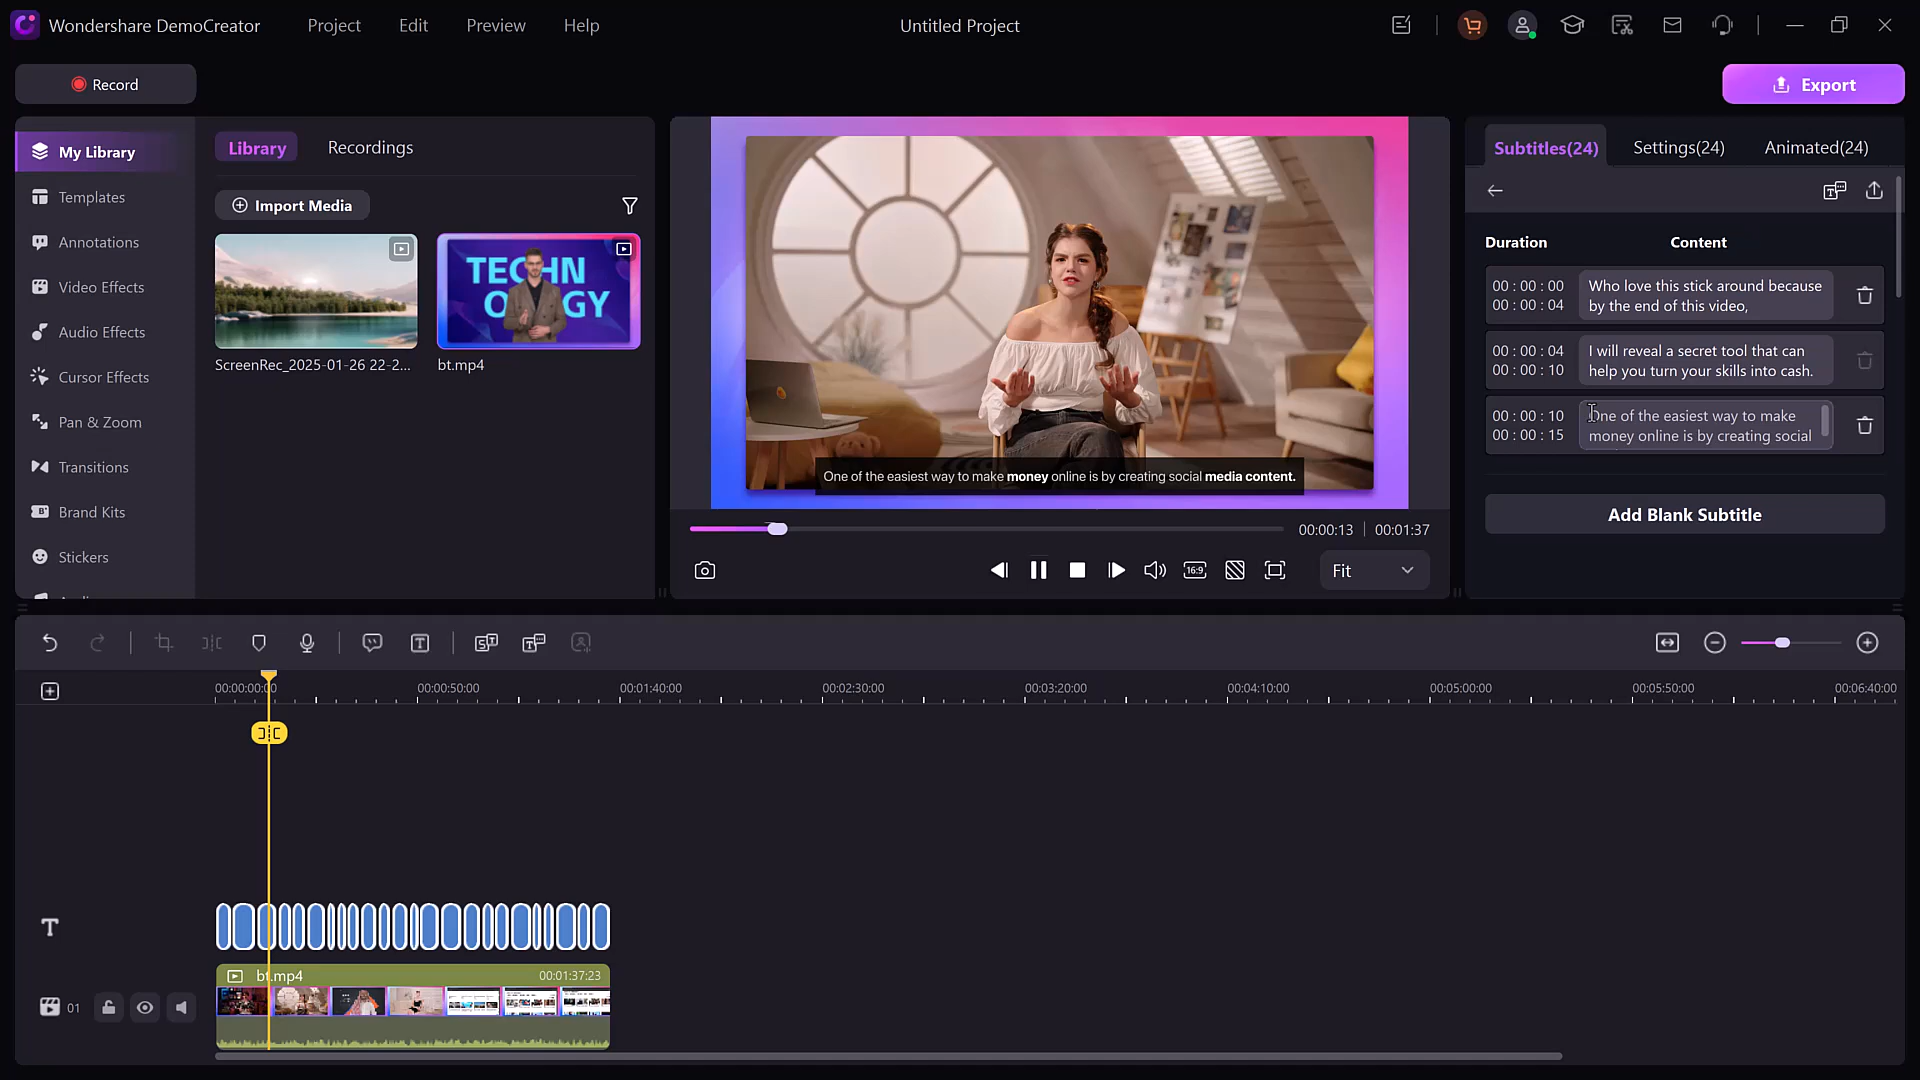 Wondershare DemoCreator Project Edit Preview Help Untitled Project
Record
Export
My Library
Templates
Annotations
Video Effects
Audio Effects
Cursor Effects
Pan & Zoom
Transitions
Brand Kits
Stickers
Library Recordings
Import Media
TECHN
O GY
ScreenRec_2025-01-26 22-2... bt.mp4
One of the easiest way to make money online is by creating social media content.
00:00:13 | 00:01:37
16:9
Fit
Subtitles(24) Settings(24) Animated(24)
Duration Content
00 : 00 : 00 Who love this stick around because
00 : 00 : 04 by the end of this video,
00 : 00 : 04 I will reveal a secret tool that can
00 : 00 : 10 help you turn your skills into cash.
00 : 00 : 10 One of the easiest way to make
00 : 00 : 15 money online is by creating social
Add Blank Subtitle
00:00:00:00 00:00:50:00 00:01:40:00 00:02:30:00 00:03:20:00 00:04:10:00 00:05:00:00 00:05:50:00 00:06:40:00
T
bt.mp4 00:01:37:23
01